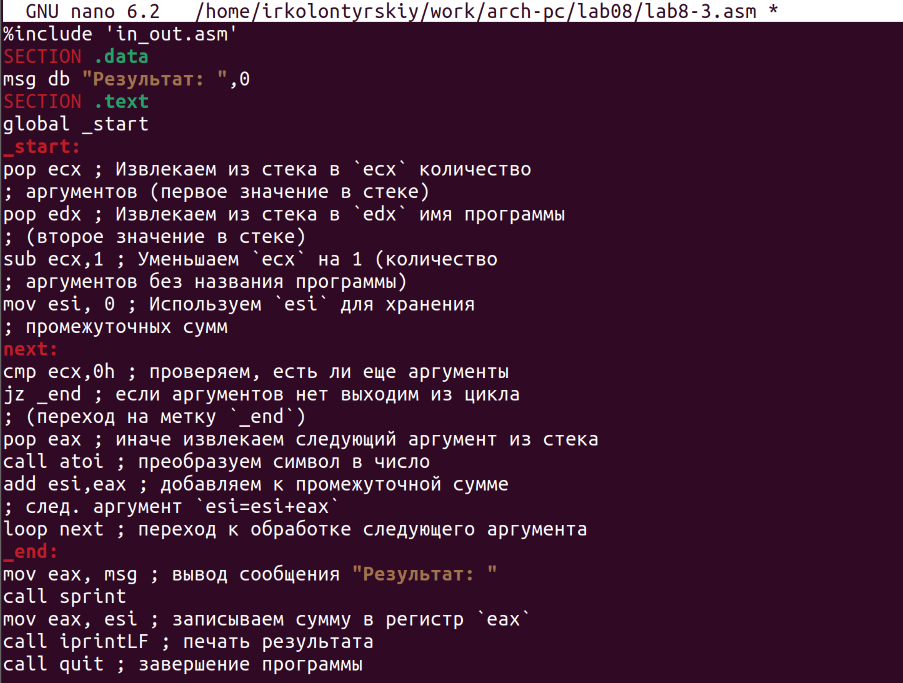 GNU nano 6.2 /home/irkolontyrskiy/work/arch-pc/lab08/lab8-3.asm *
%include 'in_out.asm'
SECTION .data
msg db "Результат: ",0
SECTION .text
global _start
_start:
pop ecx ; Извлекаем из стека в `ecx` количество
; аргументов (первое значение в стеке)
pop edx ; Извлекаем из стека в `edx` имя программы
; (второе значение в стеке)
sub ecx,1 ; Уменьшаем `ecx` на 1 (количество
; аргументов без названия программы)
mov esi, 0 ; Используем `esi` для хранения
; промежуточных сумм
next:
cmp ecx,0h ; проверяем, есть ли еще аргументы
jz _end ; если аргументов нет выходим из цикла
; (переход на метку `_end`)
pop eax ; иначе извлекаем следующий аргумент из стека
call atoi ; преобразуем символ в число
add esi,eax ; добавляем к промежуточной сумме
; след. аргумент `esi=esi+eax`
loop next ; переход к обработке следующего аргумента
_end:
mov eax, msg ; вывод сообщения "Результат: "
call sprint
mov eax, esi ; записываем сумму в регистр `eax`
call iprintLF ; печать результата
call quit ; завершение программы